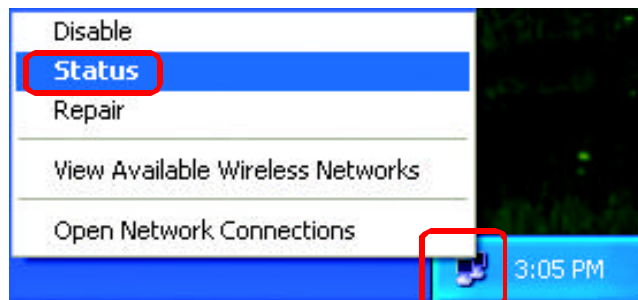 Disable
Status
Repair
View Available Wireless Networks
Open Network Connections
3:05 PM